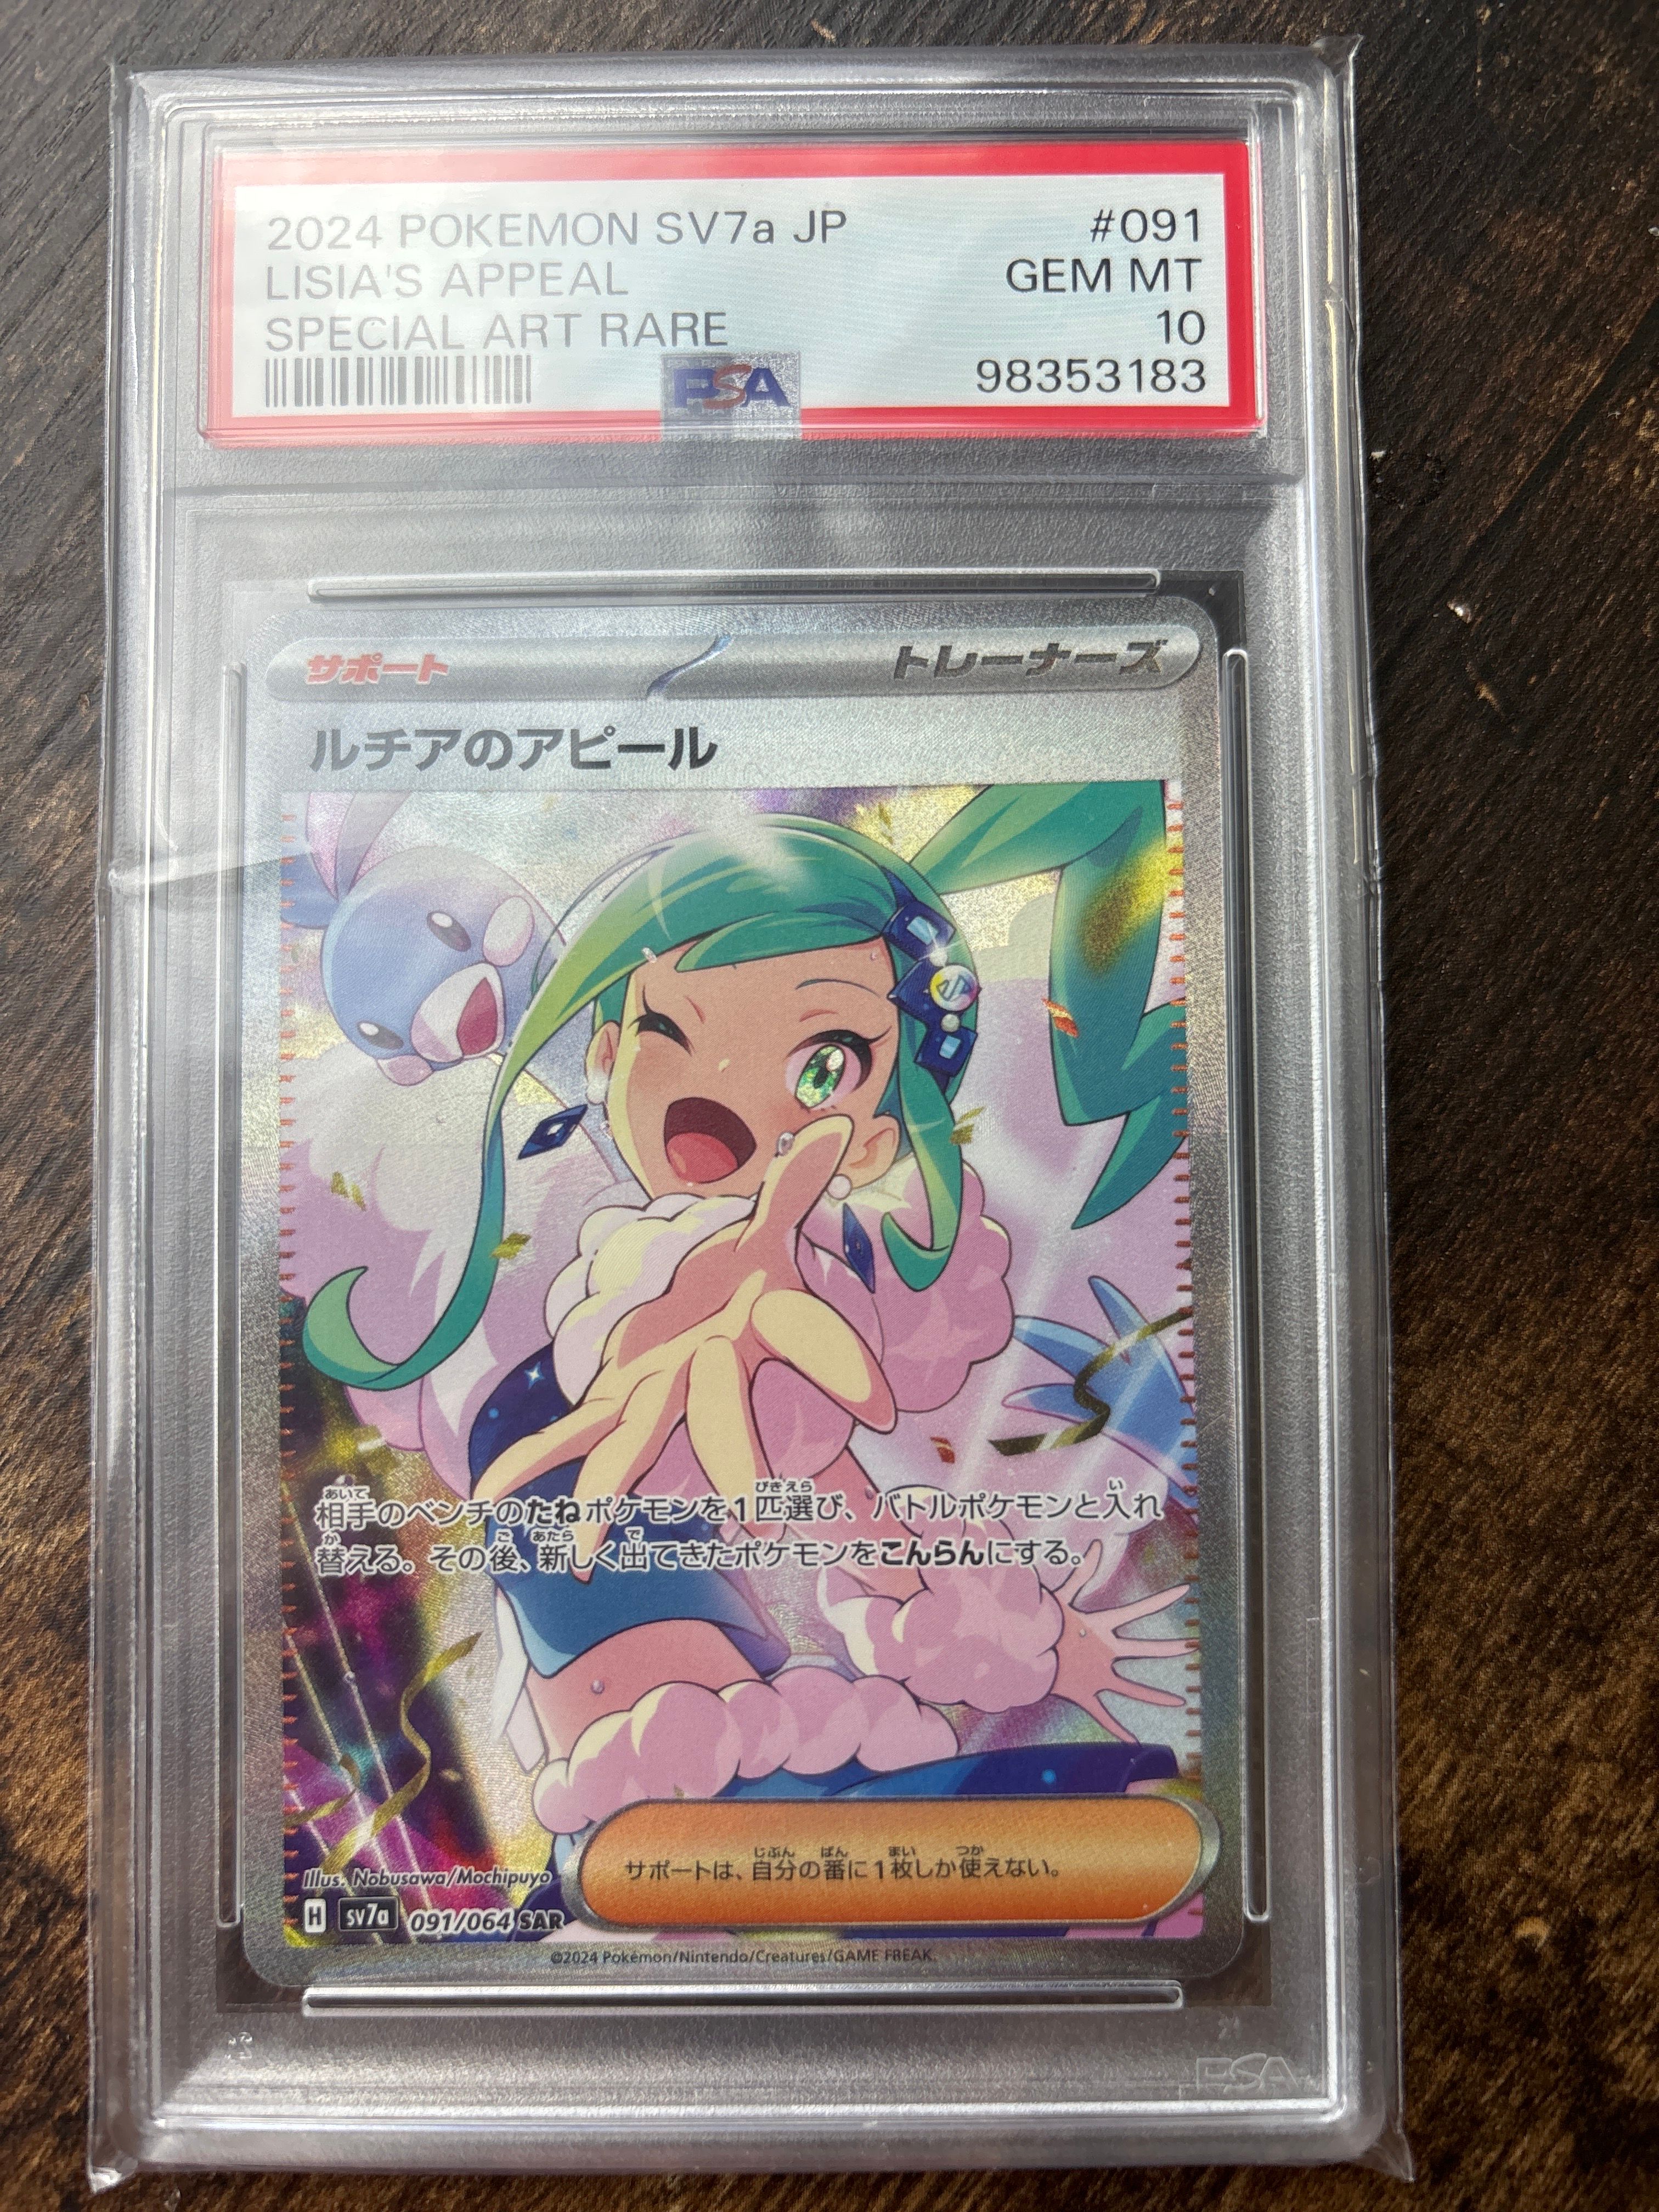 2024 POKEMON SV7a JP #091
LISIA'S APPEAL GEM MT
SPECIAL ART RARE 10
PSA 98353183
サポート トレーナーズ
ルチアのアピール
あいて びきえら い
相手のベンチのたねポケモンを1匹選び、バトルポケモンと入れ
か ご あたら で
替える。その後、新しく出てきたポケモンをこんらんにする。
じぶん ばん まい つか
サポートは、自分の番に1枚しか使えない。
Illus. Nobusawa/Mochipuyo
H sv7a 091/064 SAR
©2024 Pokémon/Nintendo/Creatures/GAME FREAK.
PSA